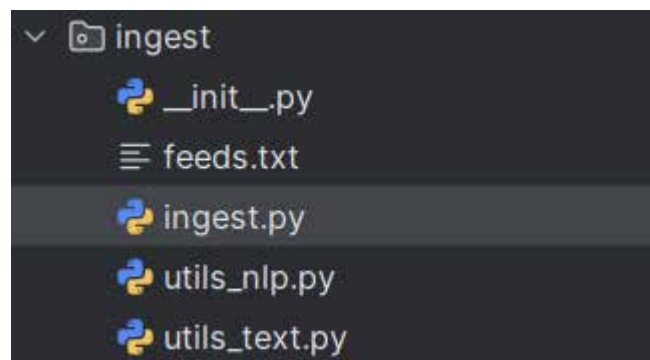 ingest
__init__.py
feeds.txt
ingest.py
utils_nlp.py
utils_text.py